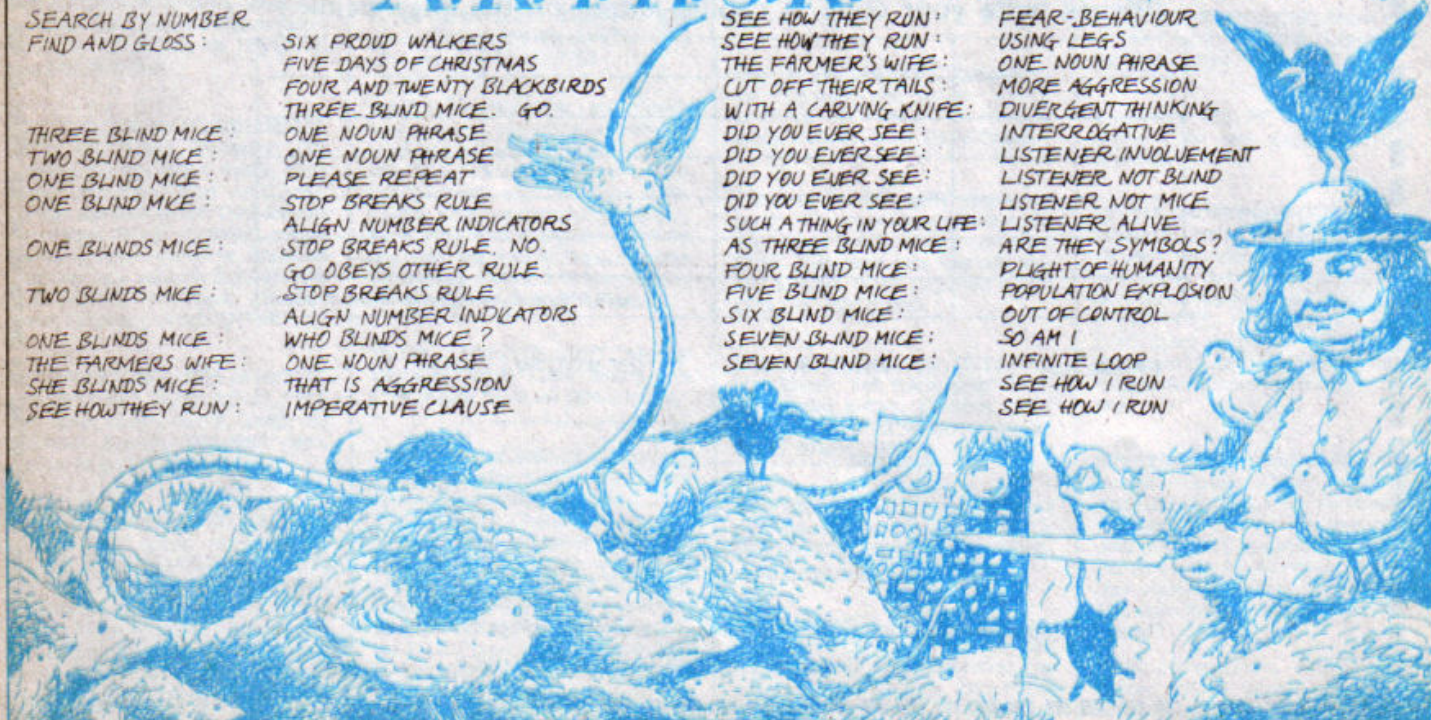 SEARCH BY NUMBER
FIND AND GLOSS: SIX PROUD WALKERS
FIVE DAYS OF CHRISTMAS
FOUR AND TWENTY BLACKBIRDS
THREE BLIND MICE. GO.
THREE BLIND MICE: ONE NOUN PHRASE
TWO BLIND MICE: ONE NOUN PHRASE
ONE BLIND MICE: PLEASE REPEAT
ONE BLIND MICE: STOP BREAKS RULE
ALIGN NUMBER INDICATORS
ONE BLINDS MICE: STOP BREAKS RULE. NO.
GO OBEYS OTHER RULE
TWO BLINDS MICE: STOP BREAKS RULE
ALIGN NUMBER INDICATORS
ONE BLINDS MICE: WHO BLINDS MICE?
THE FARMERS WIFE: ONE NOUN PHRASE
SHE BLINDS MICE: THAT IS AGGRESSION
SEE HOW THEY RUN: IMPERATIVE CLAUSE
SEE HOW THEY RUN: FEAR-BEHAVIOUR
SEE HOW THEY RUN: USING LEGS
THE FARMER'S WIFE: ONE NOUN PHRASE
CUT OFF THEIR TAILS: MORE AGGRESSION
WITH A CARVING KNIFE: DIVERGENT THINKING
DID YOU EVER SEE: INTERROGATIVE
DID YOU EVER SEE: LISTENER INVOLVEMENT
DID YOU EVER SEE: LISTENER NOT BLIND
DID YOU EVER SEE: LISTENER NOT MICE
SUCH A THING IN YOUR LIFE: LISTENER ALIVE
AS THREE BLIND MICE: ARE THEY SYMBOLS?
FOUR BLIND MICE: PLIGHT OF HUMANITY
FIVE BLIND MICE: POPULATION EXPLOSION
SIX BLIND MICE: OUT OF CONTROL
SEVEN BLIND MICE: SO AM I
SEVEN BLIND MICE: INFINITE LOOP
SEE HOW I RUN
SEE HOW I RUN